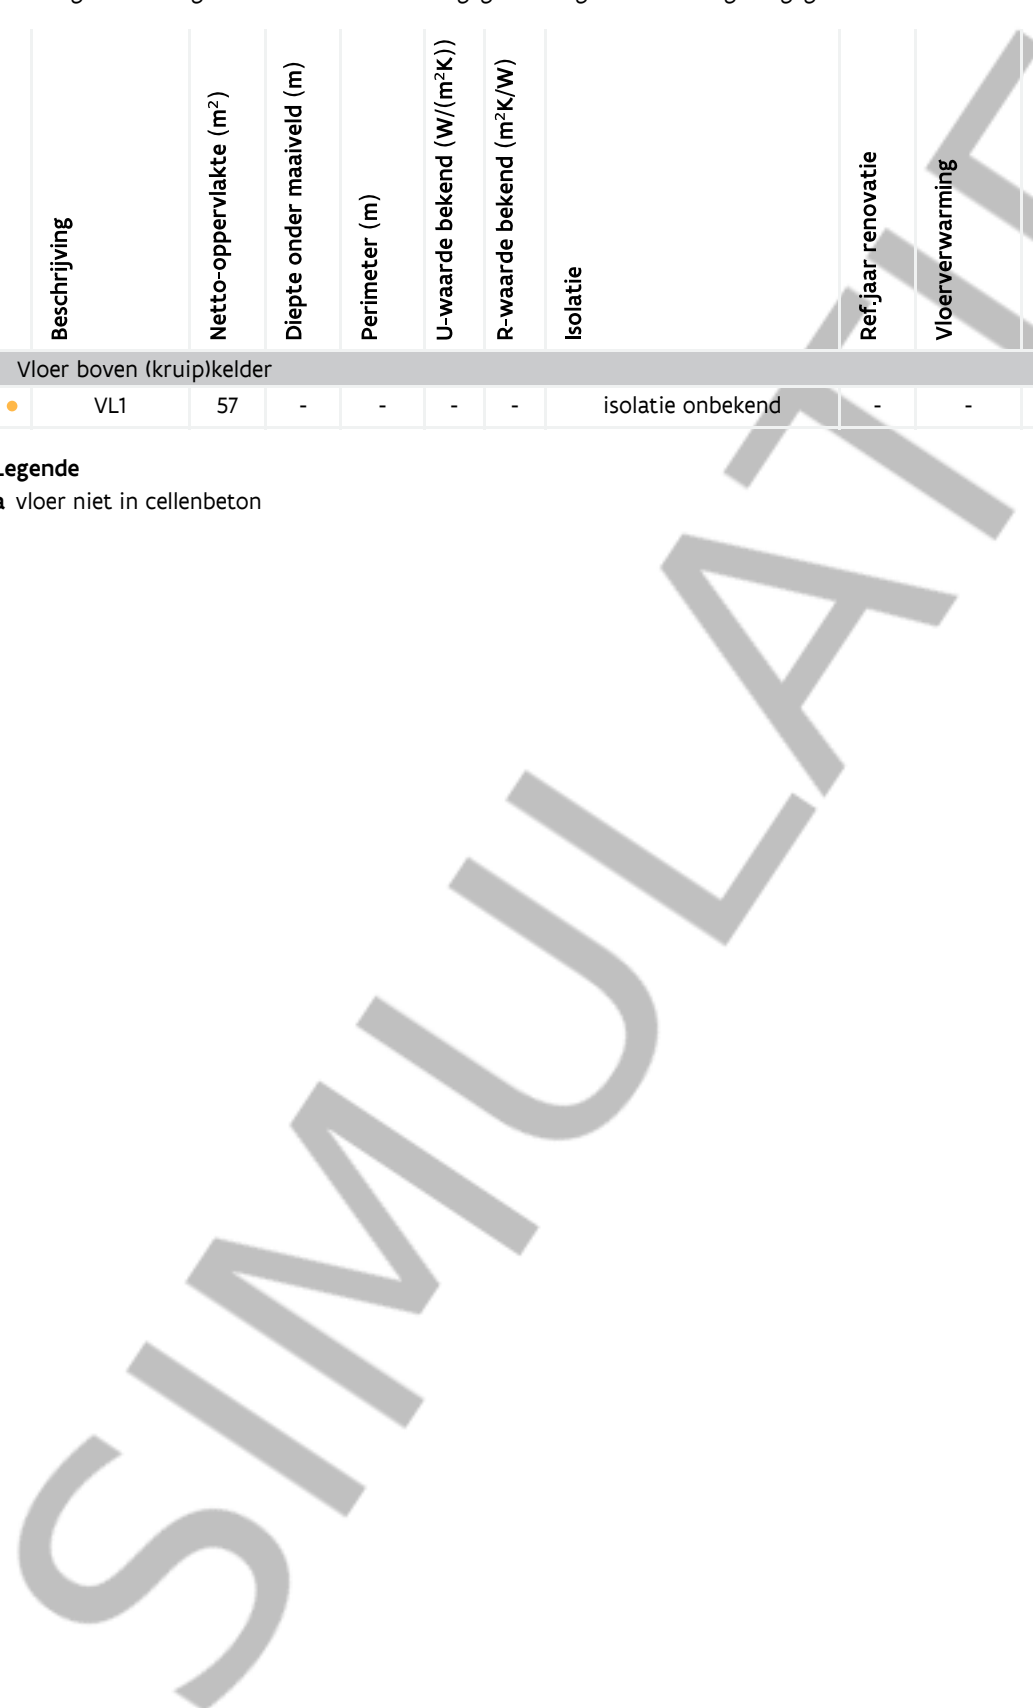 Beschrijving
Netto-oppervlakte (m²)
Diepte onder maaiveld (m)
Perimeter (m)
U-waarde bekend (W/(m²K))
R-waarde bekend (m²K/W)
Isolatie
Ref.jaar renovatie
Vloerverwarming
Vloer boven (kruip)kelder
VL1 57 - - - - isolatie onbekend - -
Legende
a vloer niet in cellenbeton
SIMULATIE